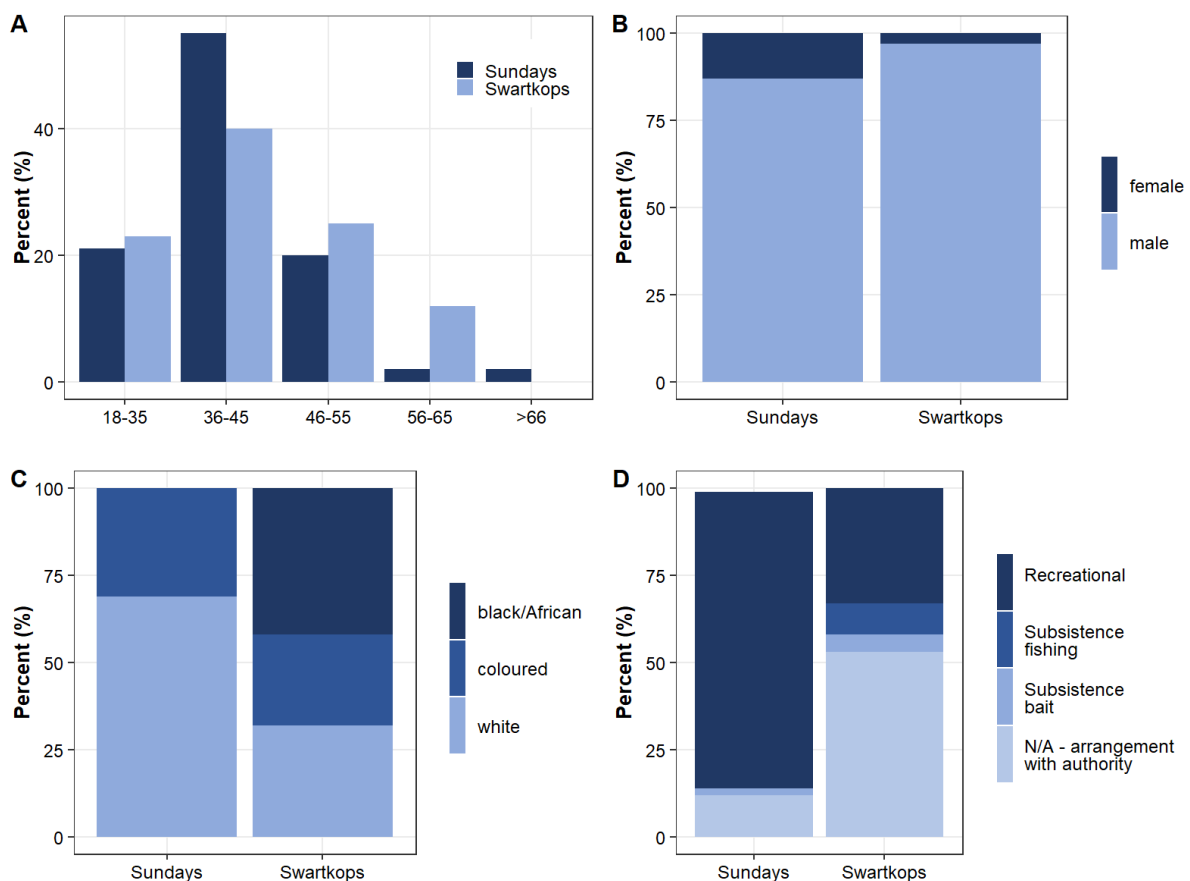 A
Percent (%)
40
20
0
Sundays
Swartkops
18-35 36-45 46-55 56-65 >66
B
Percent (%)
100
75
50
25
0
female
male
Sundays Swartkops
C
Percent (%)
100
75
50
25
0
black/African
coloured
white
Sundays Swartkops
D
Percent (%)
100
75
50
25
0
Recreational
Subsistence
fishing
Subsistence
bait
N/A - arrangement
with authority
Sundays Swartkops